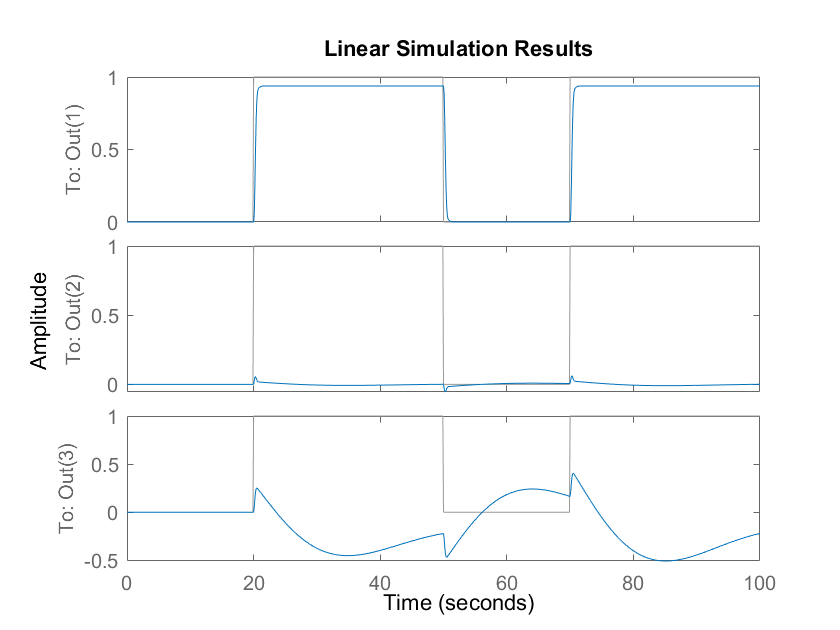 Linear Simulation Results
Amplitude
To: Out(1)
1
0.5
0
To: Out(2)
1
0.5
0
To: Out(3)
1
0.5
0
-0.5
0 20 40 60 80 100
Time (seconds)